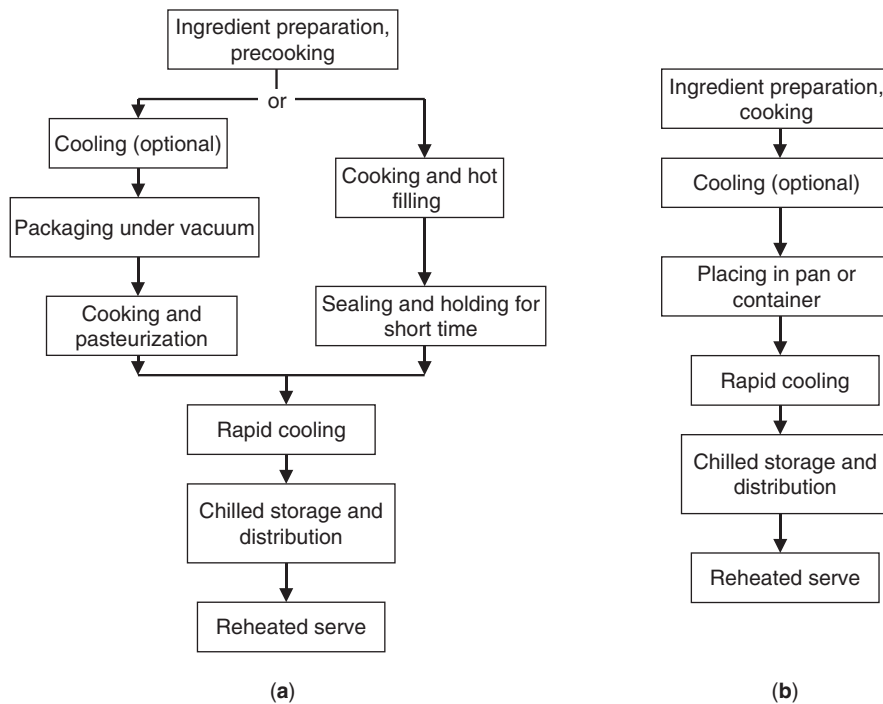 Ingredient preparation,
precooking
or
Cooling (optional)
Packaging under vacuum
Cooking and
pasteurization
Cooking and hot
filling
Sealing and holding for
short time
Rapid cooling
Chilled storage and
distribution
Reheated serve
(a)
Ingredient preparation,
cooking
Cooling (optional)
Placing in pan or
container
Rapid cooling
Chilled storage and
distribution
Reheated serve
(b)